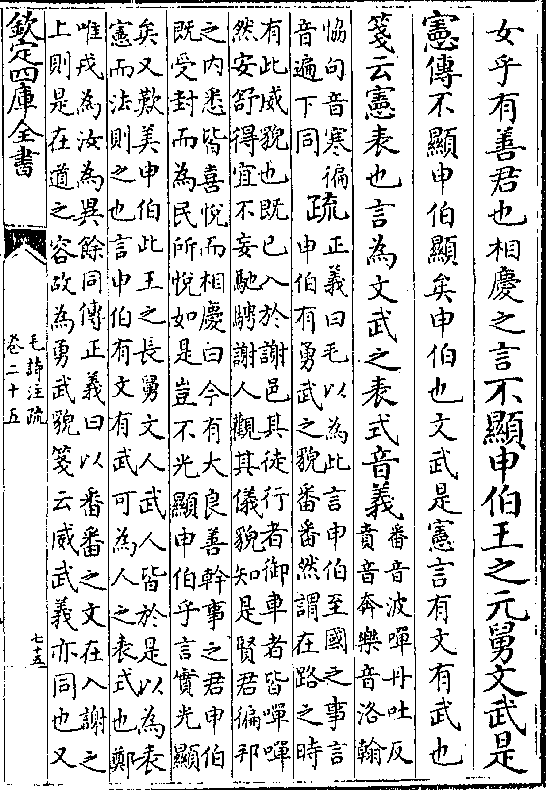 女乎有善君也相慶之言不顯申伯王之元舅文武是
憲傳不顯申伯顯矣申伯也文武是憲言有文有武也
箋云憲表也言為文武之表式音義
番音波嘽丹吐反
賁音奔樂音洛翰
協句音寒徧
音遍下同
疏
正義曰毛以為此言申伯至國之事言
申伯有勇武之貌番番然謂在路之時
有此威貌也既已入於謝邑其徒行者御車者皆嘽嘽
然安舒得宜不妄馳騁謝人觀其儀貌知是賢君徧邦
之内悉皆喜悅而相慶曰今有大良善幹事之君申伯
既受封而為民所悅如是豈不光顯申伯乎言實光顯
矣又歎美申伯此王之長舅文人武人皆於是以為表
憲而法則之也言申伯有文有武可為人之表式也鄭
唯戎為汝為異餘同傳正義曰以番番之文在入謝之
上則是在道之容故為勇武貌箋云威武義亦同也又
欽定四庫全書
毛詩注疏
卷二十五
七十五